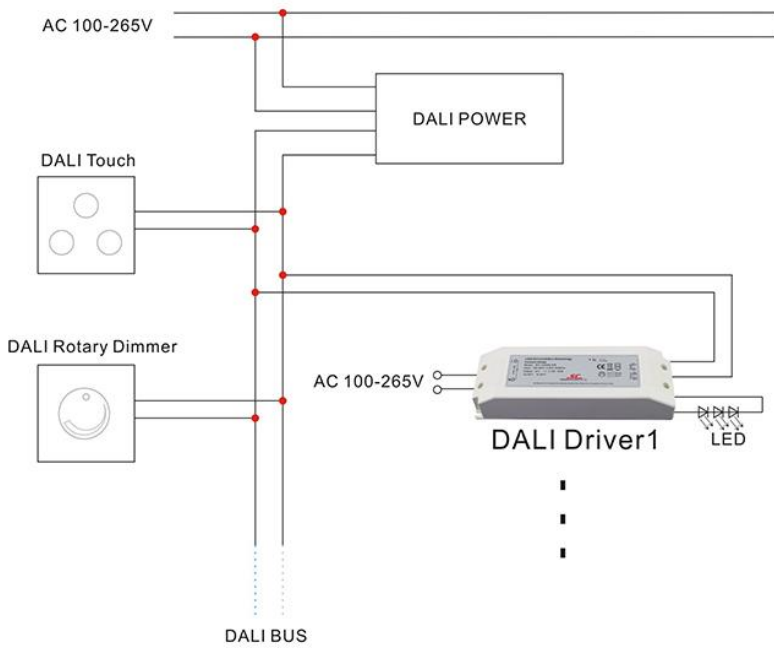 AC 100-265V
DALI POWER
DALI Touch
DALI Rotary Dimmer
AC 100-265V
DALI Driver1
LED
DALI BUS